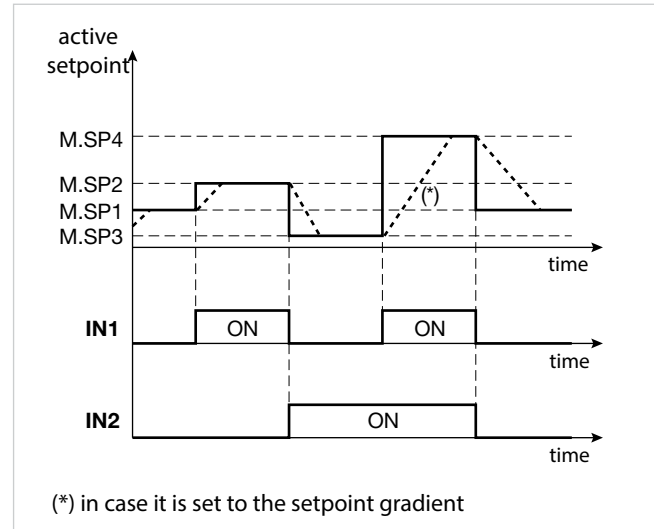 active
setpoint
M.SP4
M.SP2
(*)
M.SP1
M.SP3
time
IN1
ON
ON
time
IN2
ON
time
(*) in case it is set to the setpoint gradient